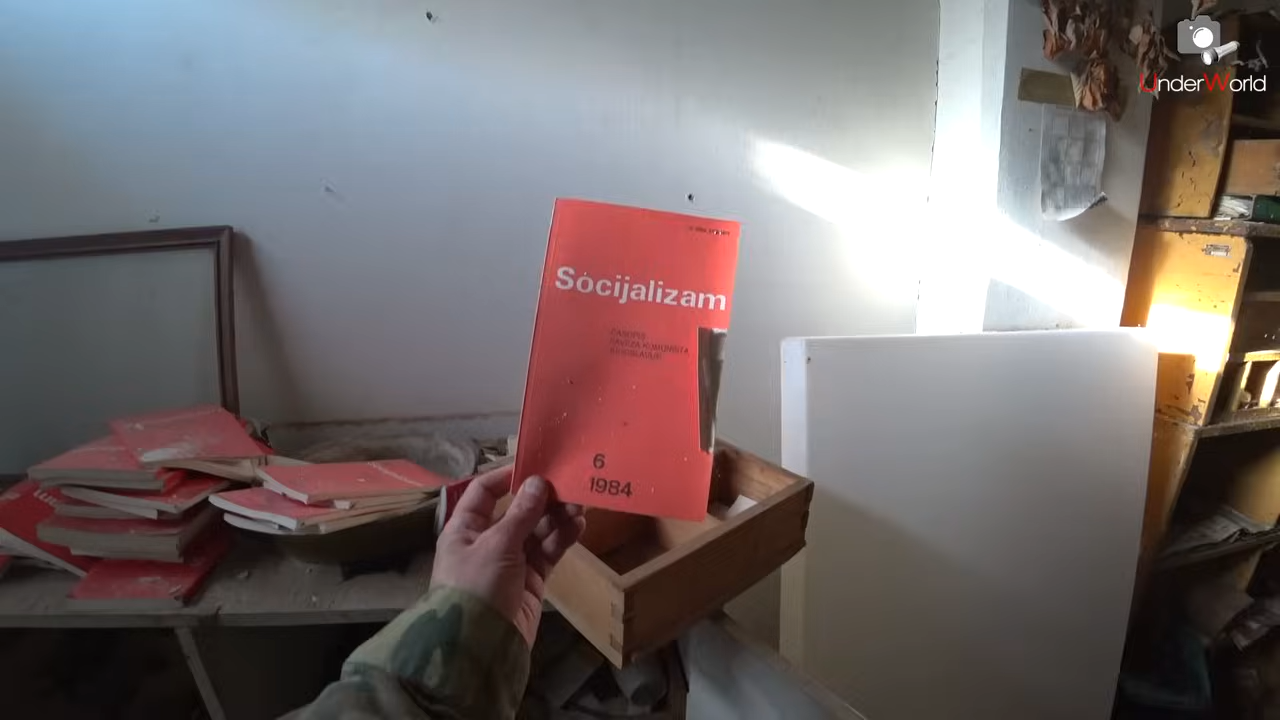 UnderWorld
Socijalizam
ČASOPIS
SAVEZA KOMUNISTA
JUGOSLAVIJE
6
1984